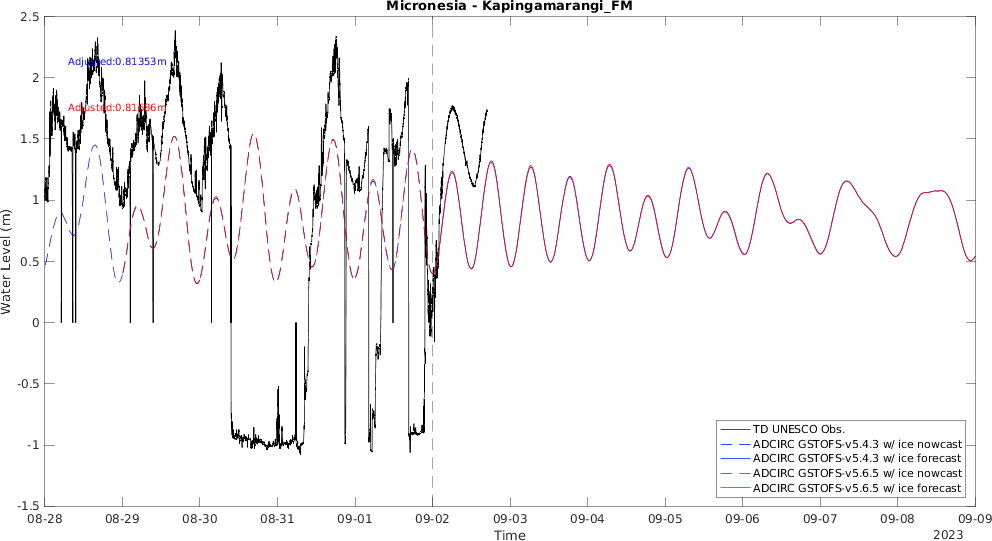 Micronesia - Kapingamarangi_FM
Water Level (m)
2.5
2
1.5
1
0.5
0
-0.5
-1
-1.5
Adjusted:0.81353m
Adjusted:0.81686m
TD UNESCO Obs.
ADCIRC GSTOFS-v5.4.3 w/ ice nowcast
ADCIRC GSTOFS-v5.4.3 w/ ice forecast
ADCIRC GSTOFS-v5.6.5 w/ ice nowcast
ADCIRC GSTOFS-v5.6.5 w/ ice forecast
08-28 08-29 08-30 08-31 09-01 09-02 09-03 09-04 09-05 09-06 09-07 09-08 09-09
Time
2023